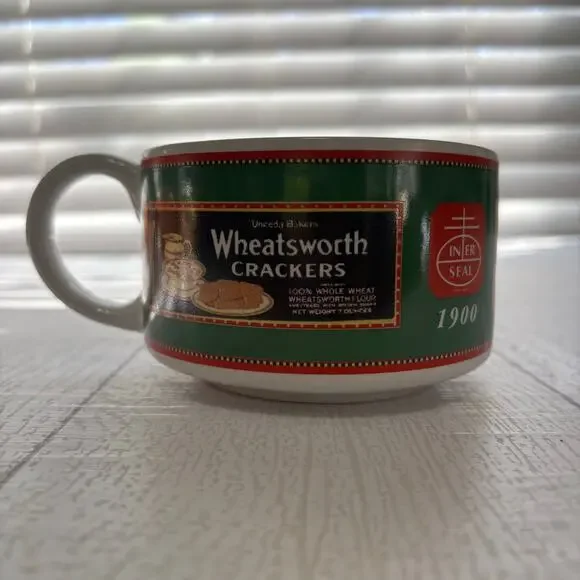 Uneeda Bakers
Wheatsworth
CRACKERS
100% WHOLE WHEAT
WHEATSWORTH FLOUR
NET WEIGHT 7 OUNCES
IN ER
SEAL
1900